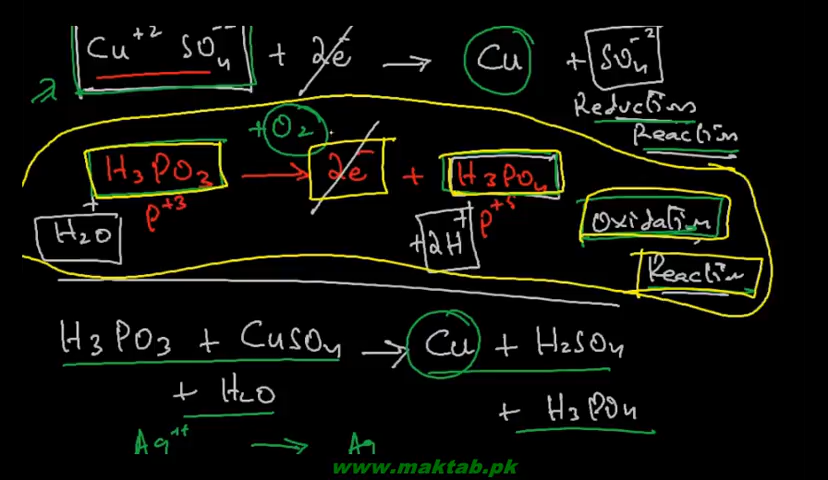 Cu⁺² SO₄⁻⁻ + 2e⁻ → Cu + SO₄⁻²
Reduction
Reaction
+O₂
H₃PO₃ → 2e⁻ + H₃PO₄
+ P⁺³ P⁺⁵
H₂O +2H⁺ Oxidation
Reaction
H₃PO₃ + CuSO₄ → Cu + H₂SO₄
+ H₂O + H₃PO₄
Ag⁺¹ → Ag
www.maktab.pk